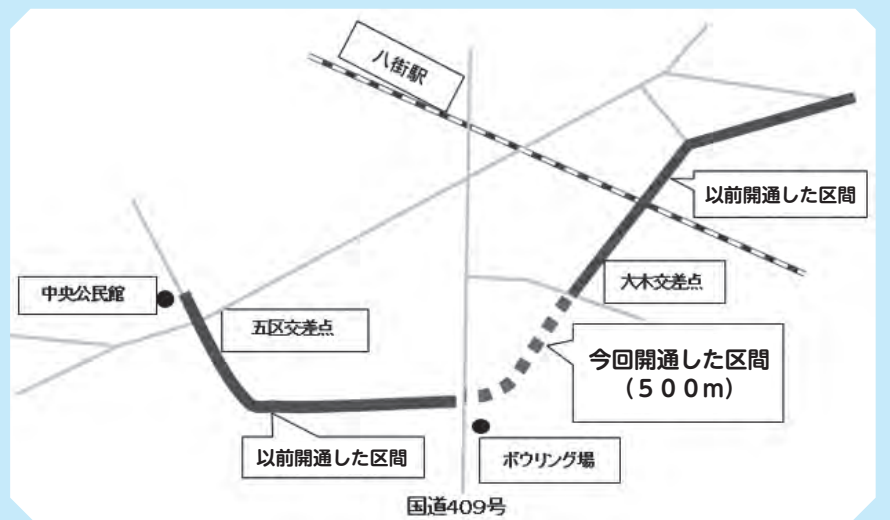 八街駅
以前開通した区間
中央公民館
大木交差点
五区交差点
今回開通した区間
(500m)
以前開通した区間
ボウリング場
国道409号